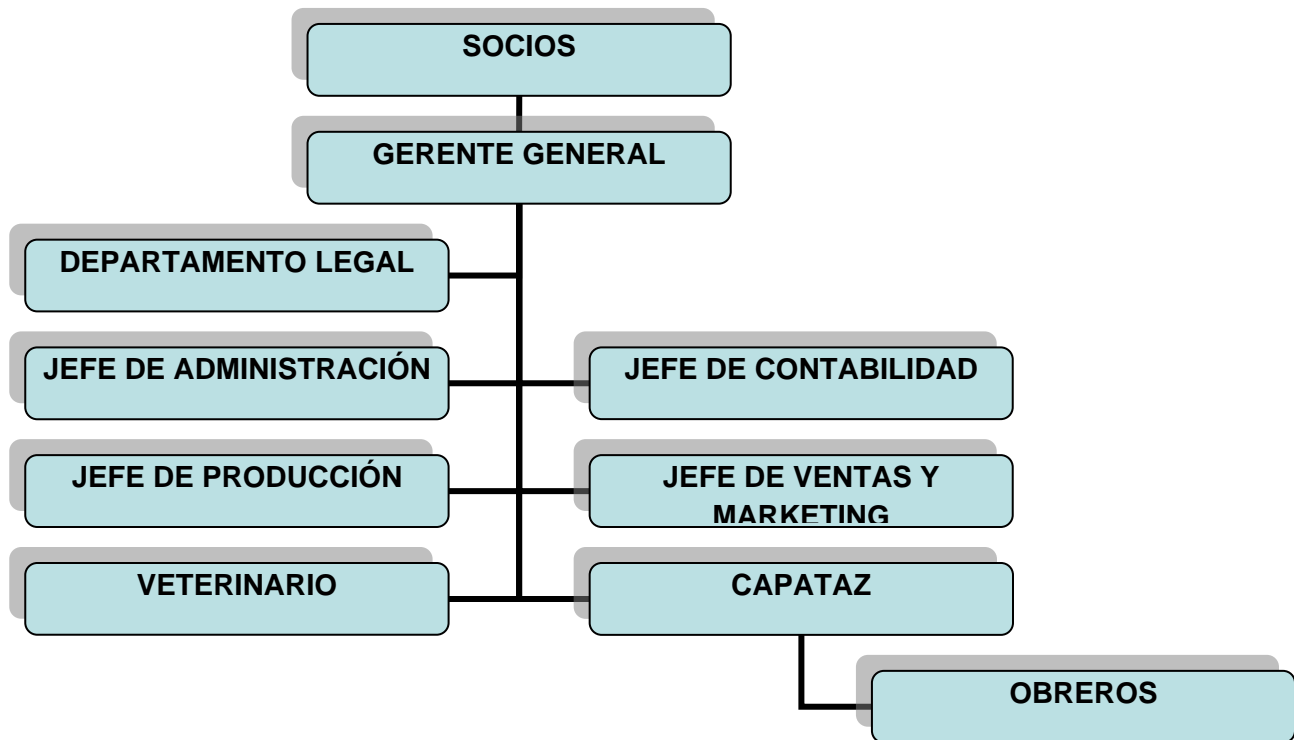 SOCIOS
GERENTE GENERAL
DEPARTAMENTO LEGAL
JEFE DE ADMINISTRACIÓN
JEFE DE CONTABILIDAD
JEFE DE PRODUCCIÓN
JEFE DE VENTAS Y
MARKETING
VETERINARIO
CAPATAZ
OBREROS